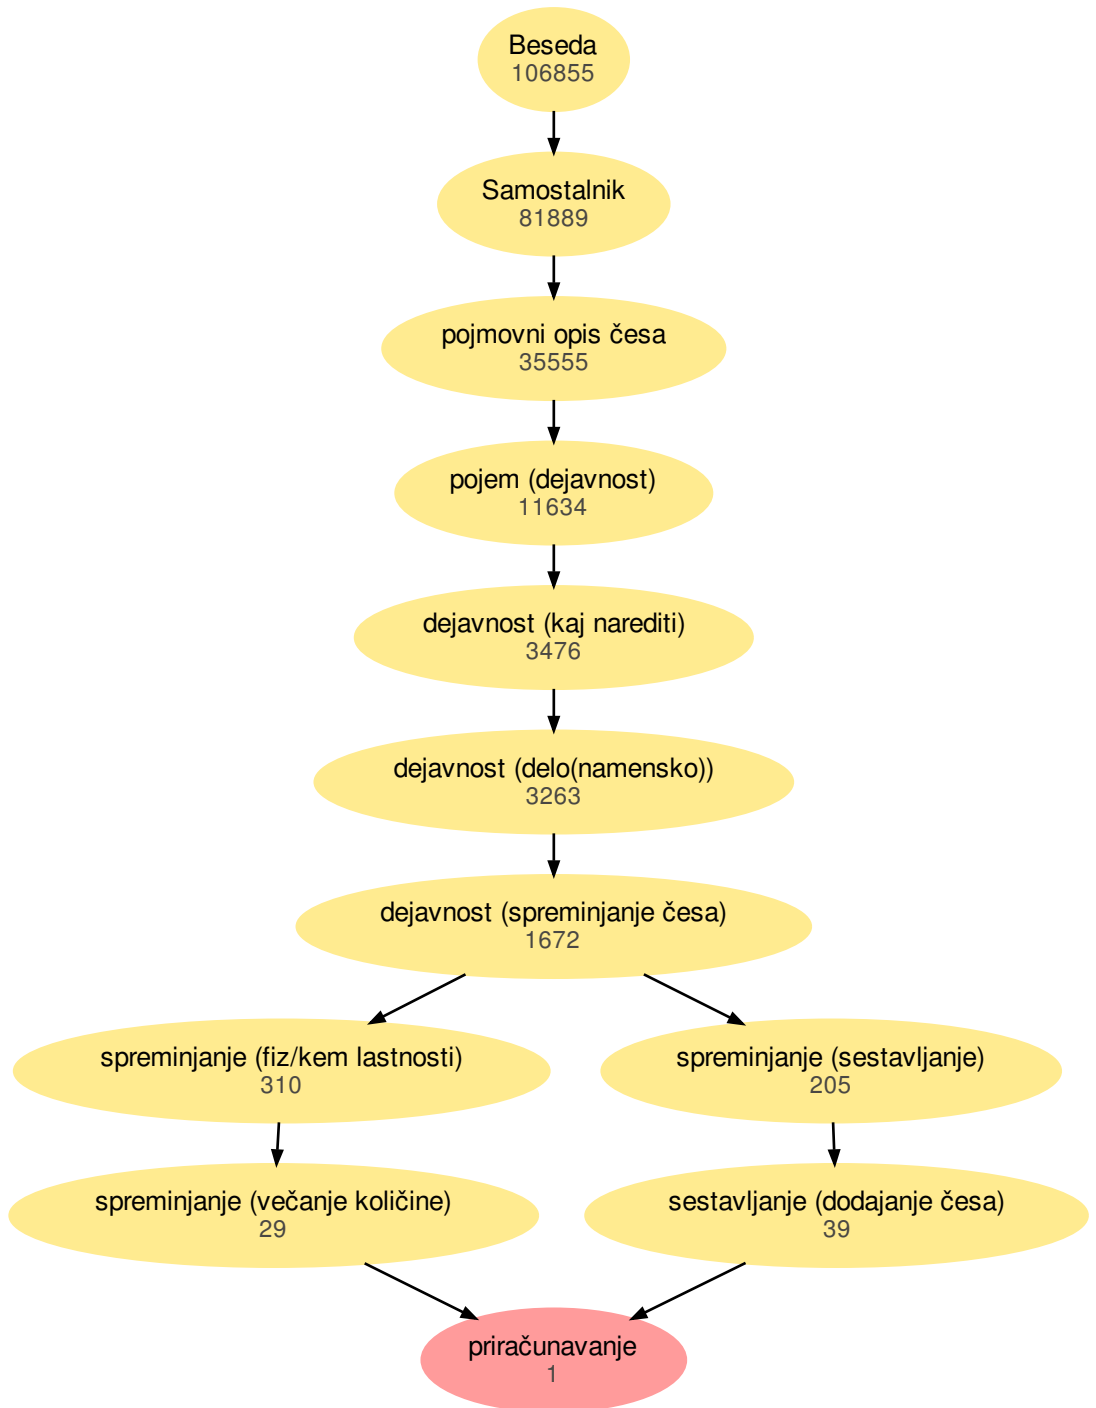 Beseda
106855
Samostalnik
81889
pojmovni opis česa
35555
pojem (dejavnost)
11634
dejavnost (kaj narediti)
3476
dejavnost (delo(namensko))
3263
dejavnost (spreminjanje česa)
1672
spreminjanje (fiz/kem lastnosti)
310
spreminjanje (sestavljanje)
205
spreminjanje (večanje količine)
29
sestavljanje (dodajanje česa)
39
priračunavanje
1